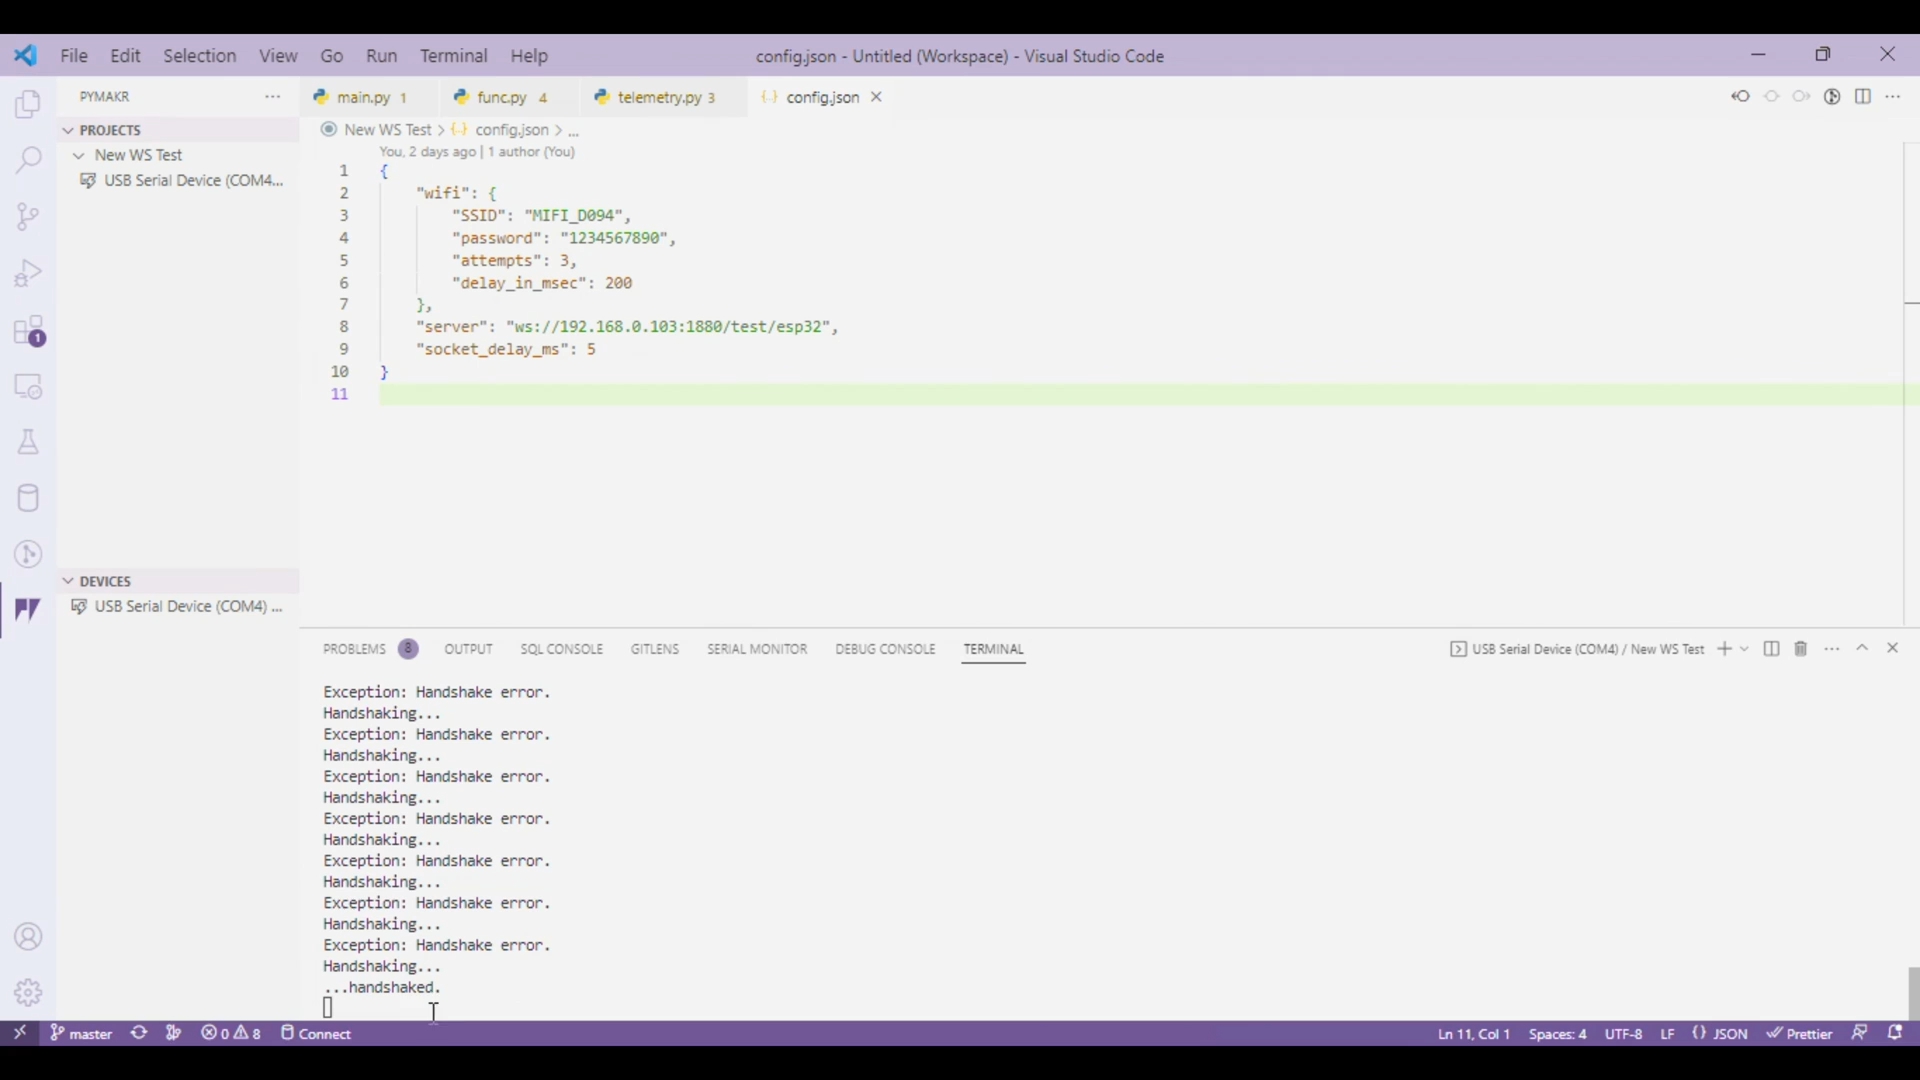 File Edit Selection View Go Run Terminal Help
config.json - Untitled (Workspace) - Visual Studio Code
PYMAKR ...
main.py 1
func.py 4
telemetry.py 3
{} config.json
PROJECTS
New WS Test
USB Serial Device (COM4...
New WS Test > {..} config.json > ...
You, 2 days ago | 1 author (You)
1 {
2 "wifi": {
3 "SSID": "MIFI_D094",
4 "password": "1234567890",
5 "attempts": 3,
6 "delay_in_msec": 200
7 },
8 "server": "ws://192.168.0.103:1880/test/esp32",
9 "socket_delay_ms": 5
10 }
11
1
DEVICES
USB Serial Device (COM4) ...
PROBLEMS 8 OUTPUT SQL CONSOLE GITLENS SERIAL MONITOR DEBUG CONSOLE TERMINAL
USB Serial Device (COM4) / New WS Test
Exception: Handshake error.
Handshaking...
Exception: Handshake error.
Handshaking...
Exception: Handshake error.
Handshaking...
Exception: Handshake error.
Handshaking...
Exception: Handshake error.
Handshaking...
Exception: Handshake error.
Handshaking...
Exception: Handshake error.
Handshaking...
...handshaked.
master 0 8 Connect
Ln 11, Col 1 Spaces: 4 UTF-8 LF {} JSON Prettier